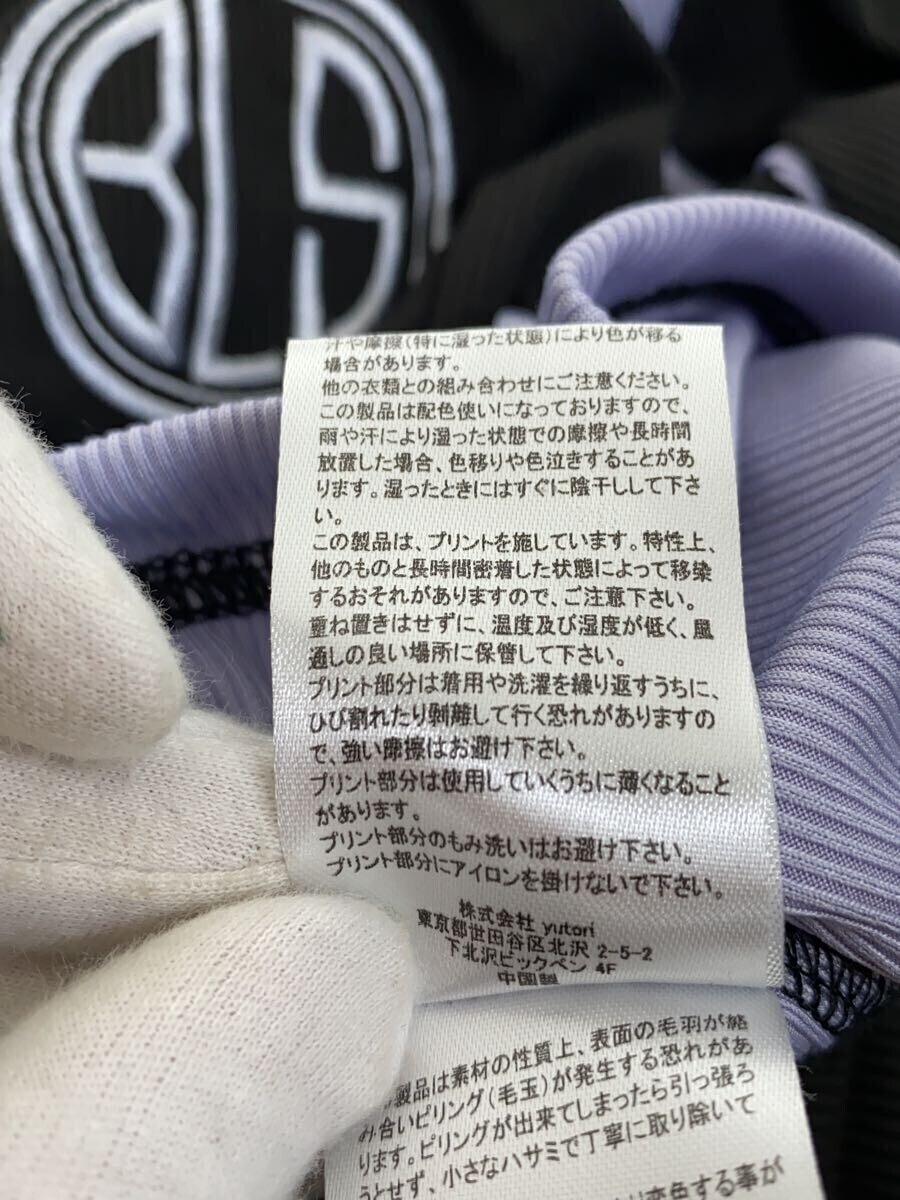 BLS
汗や摩擦(特に湿った状態)により色が移る
場合があります。
他の衣類との組み合わせにご注意ください。
この製品は配色使いになっておりますので、
雨や汗により湿った状態での摩擦や長時間
放置した場合、色移りや色泣きすることがあ
ります。湿ったときにはすぐに陰干しして下さ
い。
この製品は、プリントを施しています。特性上、
他のものと長時間密着した状態によって移染
するおそれがありますので、ご注意下さい。
重ね置きはせずに、温度及び湿度が低く、風
通しの良い場所に保管して下さい。
プリント部分は着用や洗濯を繰り返すうちに、
ひび割れたり剥離して行く恐れがありますの
で、強い摩擦はお避け下さい。
プリント部分は使用していくうちに薄くなること
があります。
プリント部分のもみ洗いはお避け下さい。
プリント部分にアイロンを掛けないで下さい。
株式会社 yutori
東京都世田谷区北沢 2-5-2
下北沢ビックベン 4F
中国製
製品は素材の性質上、表面の毛羽が絡
み合いピリング(毛玉)が発生する恐れがあ
ります。ピリングが出来てしまったら引っ張ろ
うとせず、小さなハサミで丁寧に取り除いて
変色する事が